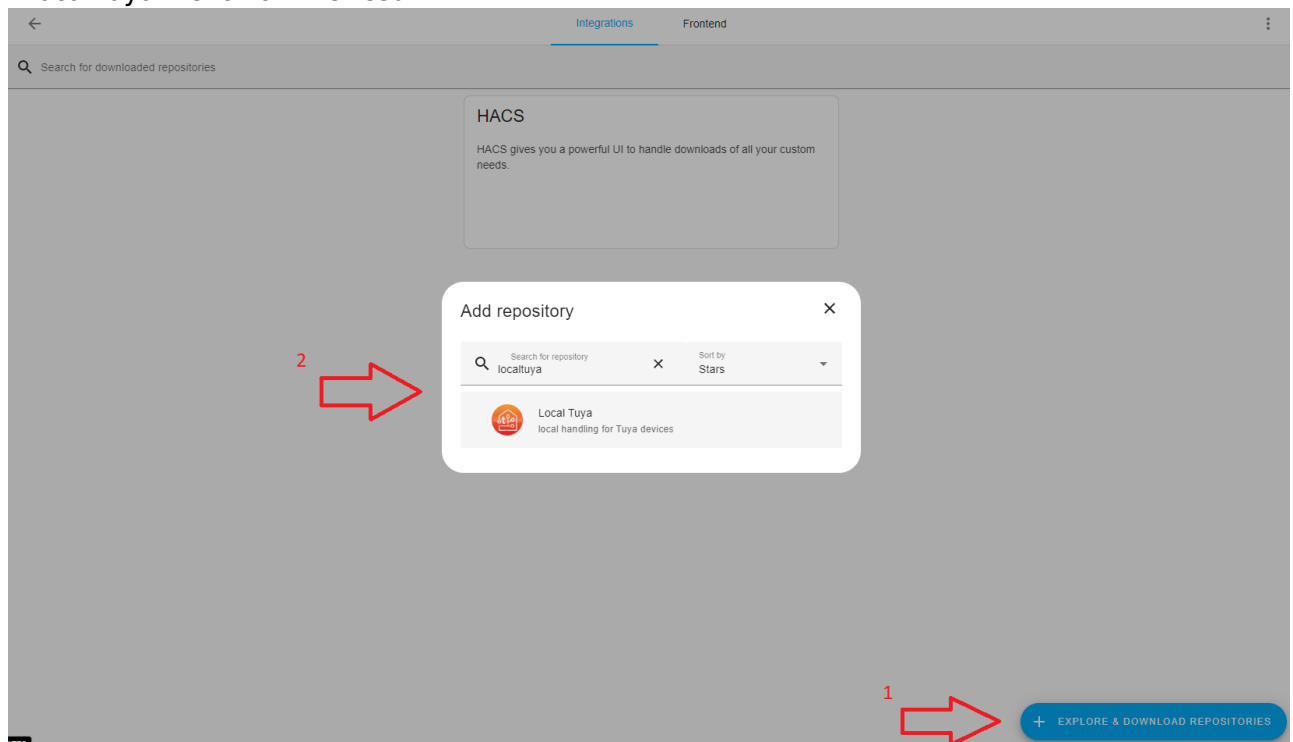 Integrations Frontend
Search for downloaded repositories
HACS
HACS gives you a powerful UI to handle downloads of all your custom
needs.
Add repository
2
Search for repository Sort by
localtuya Stars
Local Tuya
local handling for Tuya devices
1
+ EXPLORE & DOWNLOAD REPOSITORIES